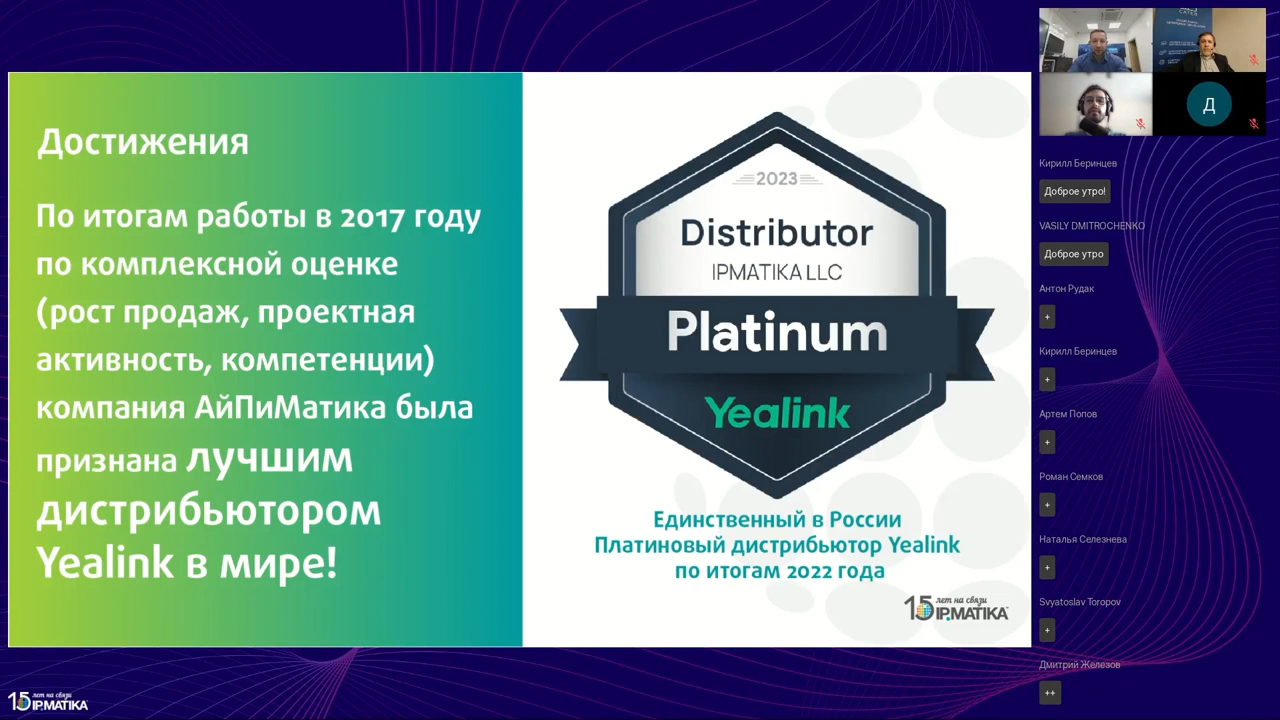 Достижения
По итогам работы в 2017 году
по комплексной оценке
(рост продаж, проектная
активность, компетенции)
компания АйПиМатика была
признана лучшим
дистрибьютором
Yealink в мире!
2023
Distributor
IPMATIKA LLC
Platinum
Yealink
Единственный в России
Платиновый дистрибьютор Yealink
по итогам 2022 года
15 лет на связи
IPMATIKA
15 лет на связи
IPMATIKA
Д
Кирилл Беринцев
Доброе утро!
VASILY DMITROCHENKO
Доброе утро
Антон Рудак
+
Кирилл Беринцев
+
Артем Попов
+
Роман Семков
+
Наталья Селезнева
+
Svyatoslav Toropov
+
Дмитрий Железов
++